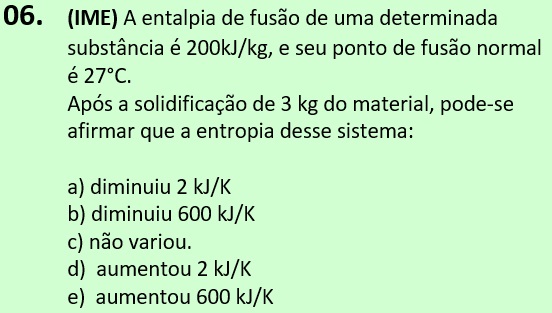 06. (IME) A entalpia de fusão de uma determinada
substância é 200kJ/kg, e seu ponto de fusão normal
é 27°C.
Após a solidificação de 3 kg do material, pode-se
afirmar que a entropia desse sistema:
a) diminuiu 2 kJ/K
b) diminuiu 600 kJ/K
c) não variou.
d) aumentou 2 kJ/K
e) aumentou 600 kJ/K